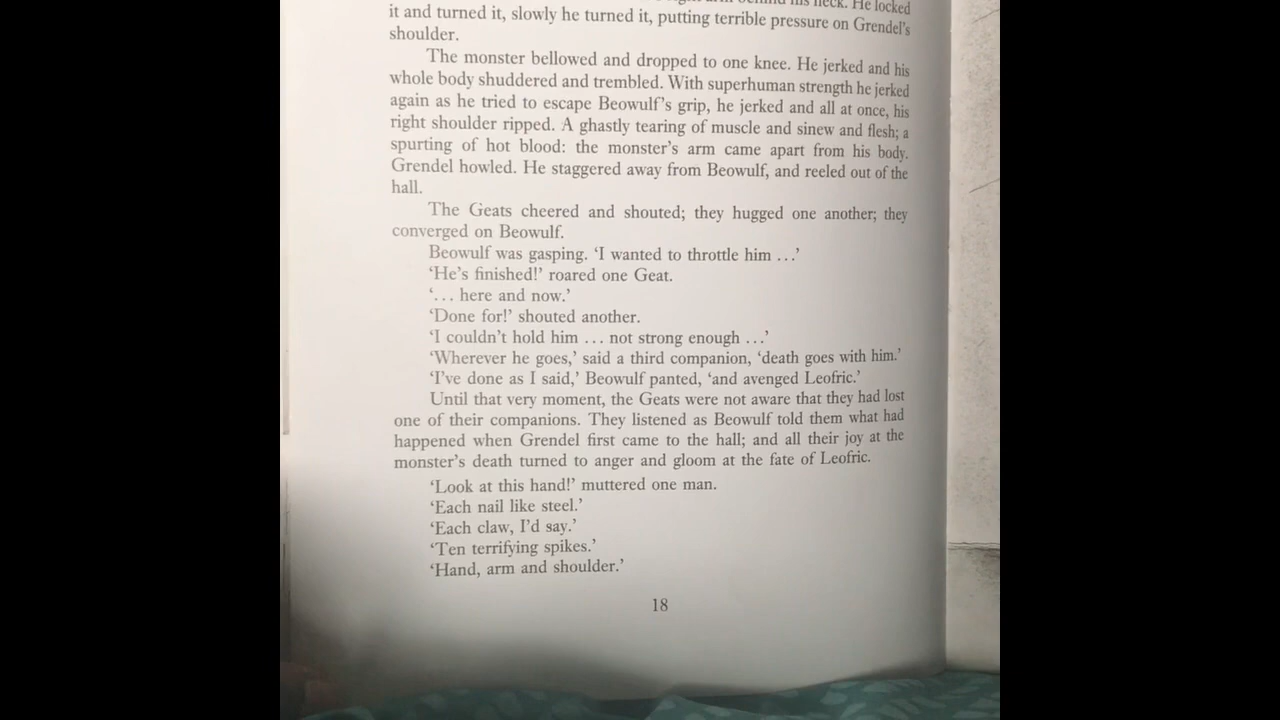 behind his neck. He locked
it and turned it, slowly he turned it, putting terrible pressure on Grendel's
shoulder.
The monster bellowed and dropped to one knee. He jerked and his
whole body shuddered and trembled. With superhuman strength he jerked
again as he tried to escape Beowulf's grip, he jerked and all at once, his
right shoulder ripped. A ghastly tearing of muscle and sinew and flesh; a
spurting of hot blood: the monster's arm came apart from his body.
Grendel howled. He staggered away from Beowulf, and reeled out of the
hall.
The Geats cheered and shouted; they hugged one another; they
converged on Beowulf.
Beowulf was gasping. ‘I wanted to throttle him ...’
‘He's finished!’ roared one Geat.
‘... here and now.’
‘Done for!’ shouted another.
‘I couldn't hold him ... not strong enough ...’
‘Wherever he goes,’ said a third companion, ‘death goes with him.’
‘I've done as I said,’ Beowulf panted, ‘and avenged Leofric.’
Until that very moment, the Geats were not aware that they had lost
one of their companions. They listened as Beowulf told them what had
happened when Grendel first came to the hall; and all their joy at the
monster's death turned to anger and gloom at the fate of Leofric.
‘Look at this hand!’ muttered one man.
‘Each nail like steel.’
‘Each claw, I'd say.’
‘Ten terrifying spikes.’
‘Hand, arm and shoulder.’
18